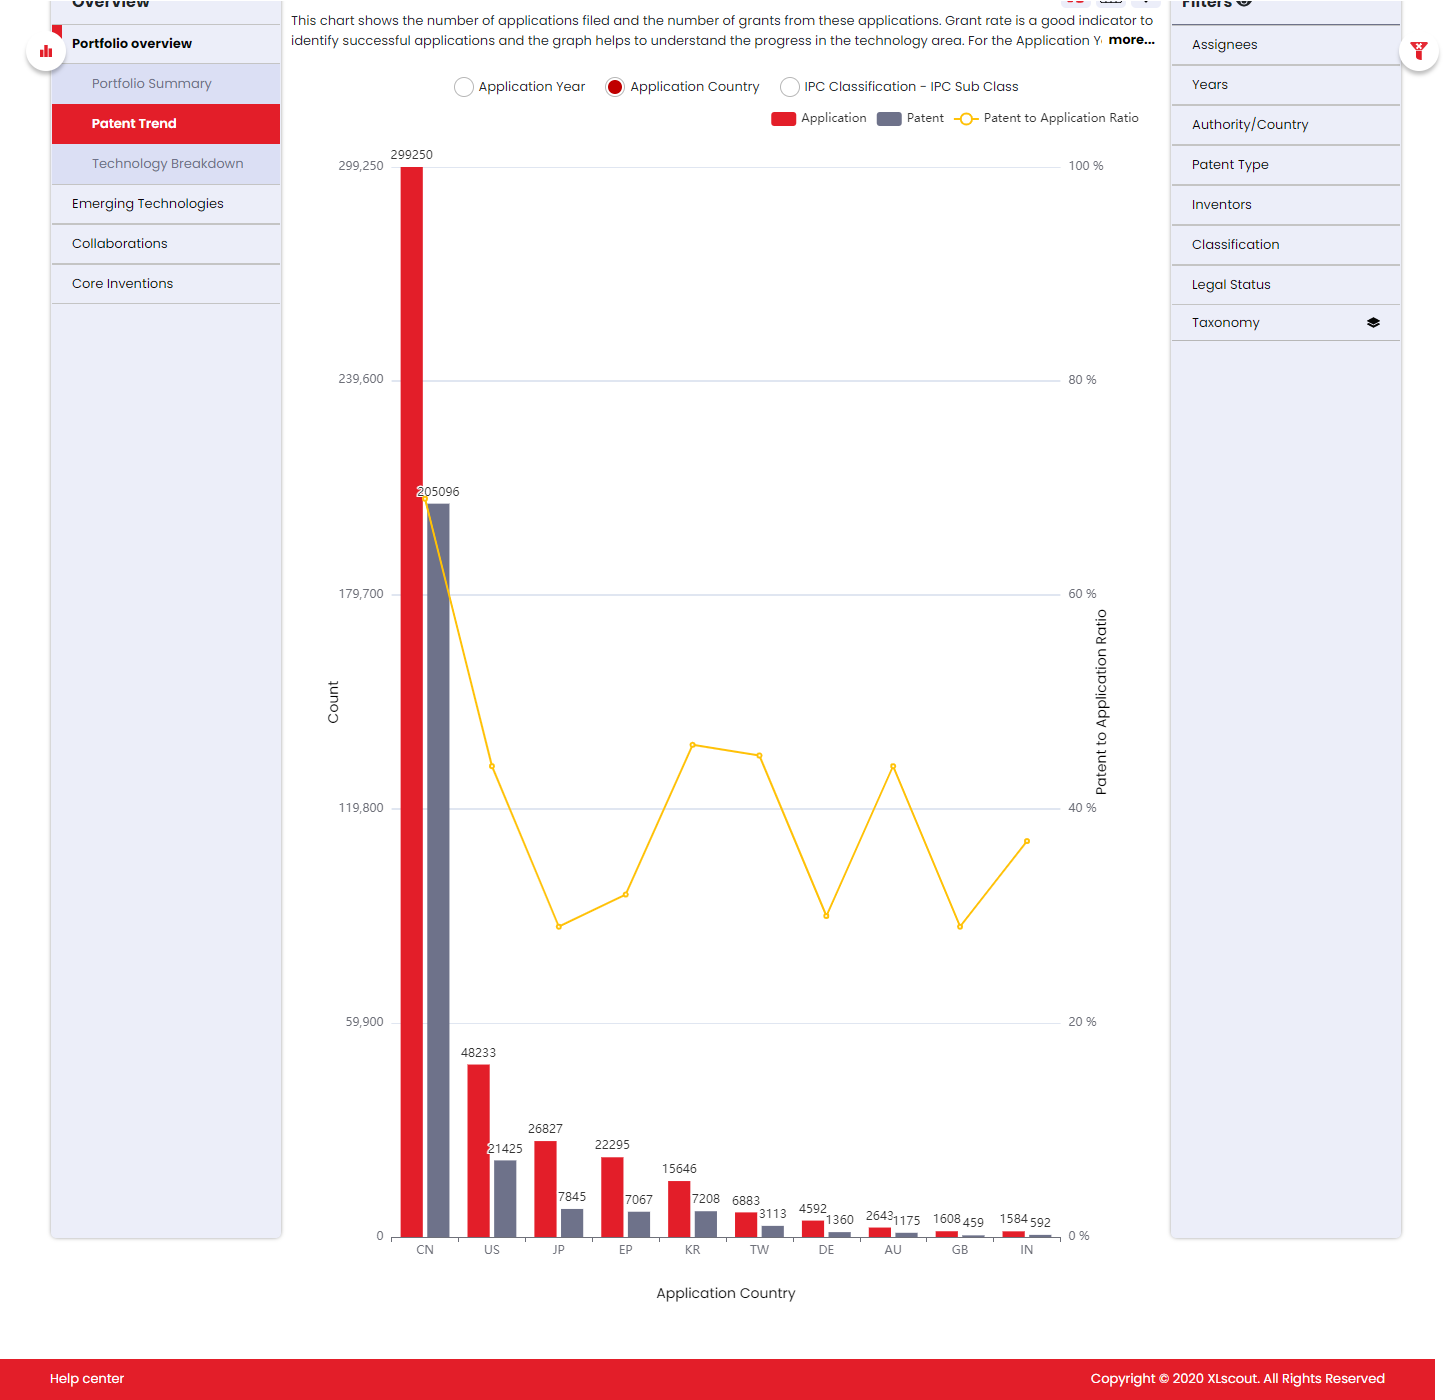 Overview
Portfolio overview
Portfolio Summary
Patent Trend
Technology Breakdown
Emerging Technologies
Collaborations
Core Inventions
This chart shows the number of applications filed and the number of grants from these applications. Grant rate is a good indicator to
identify successful applications and the graph helps to understand the progress in the technology area. For the Application Y more...
Application Year Application Country IPC Classification - IPC Sub Class
Application Patent Patent to Application Ratio
299,250
239,600
179,700
119,800
59,900
0
Count
299250
205096
48233
21425
26827
7845
22295
7067
15646
7208
6883
3113
4592
1360
2643
1175
1608
459
1584
592
100 %
80 %
60 %
40 %
20 %
0 %
Patent to Application Ratio
CN US JP EP KR TW DE AU GB IN
Application Country
Filters
Assignees
Years
Authority/Country
Patent Type
Inventors
Classification
Legal Status
Taxonomy
Help center
Copyright © 2020 XLscout. All Rights Reserved